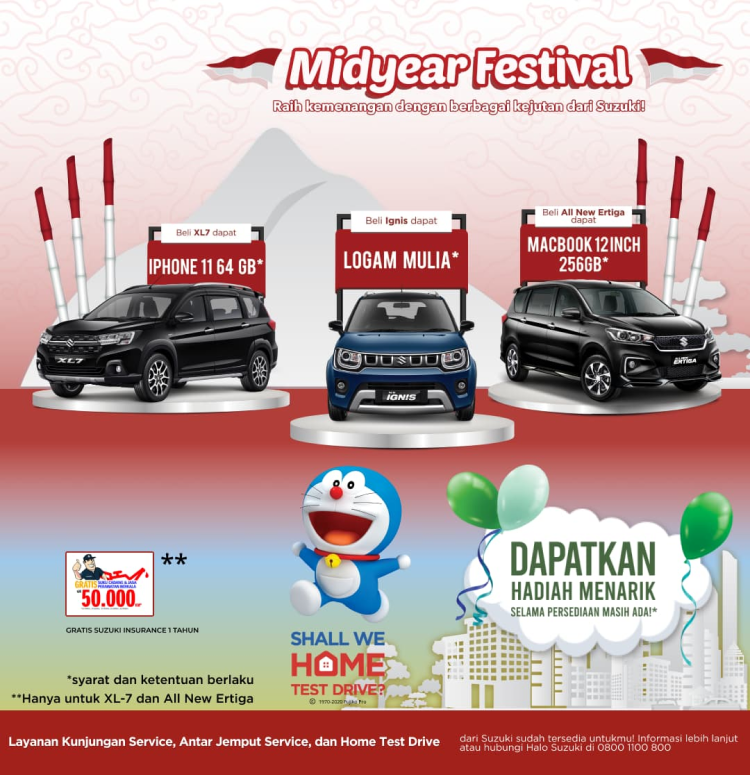 Midyear Festival
Raih kemenangan dengan berbagai kejutan dari Suzuki!
Beli XL7 dapat
IPHONE 11 64 GB*
Beli Ignis dapat
LOGAM MULIA*
Beli All New Ertiga
dapat
MACBOOK 12INCH
256GB*
XL7
IGNIS
ERTIGA
GRATIS
50.000
**
GRATIS SUZUKI INSURANCE 1 TAHUN
*syarat dan ketentuan berlaku
**Hanya untuk XL-7 dan All New Ertiga
SHALL WE
HOME
TEST DRIVE?
DAPATKAN
HADIAH MENARIK
SELAMA PERSEDIAAN MASIH ADA!*
Layanan Kunjungan Service, Antar Jemput Service, dan Home Test Drive
dari Suzuki sudah tersedia untukmu! Informasi lebih lanjut
atau hubungi Halo Suzuki di 0800 1100 800